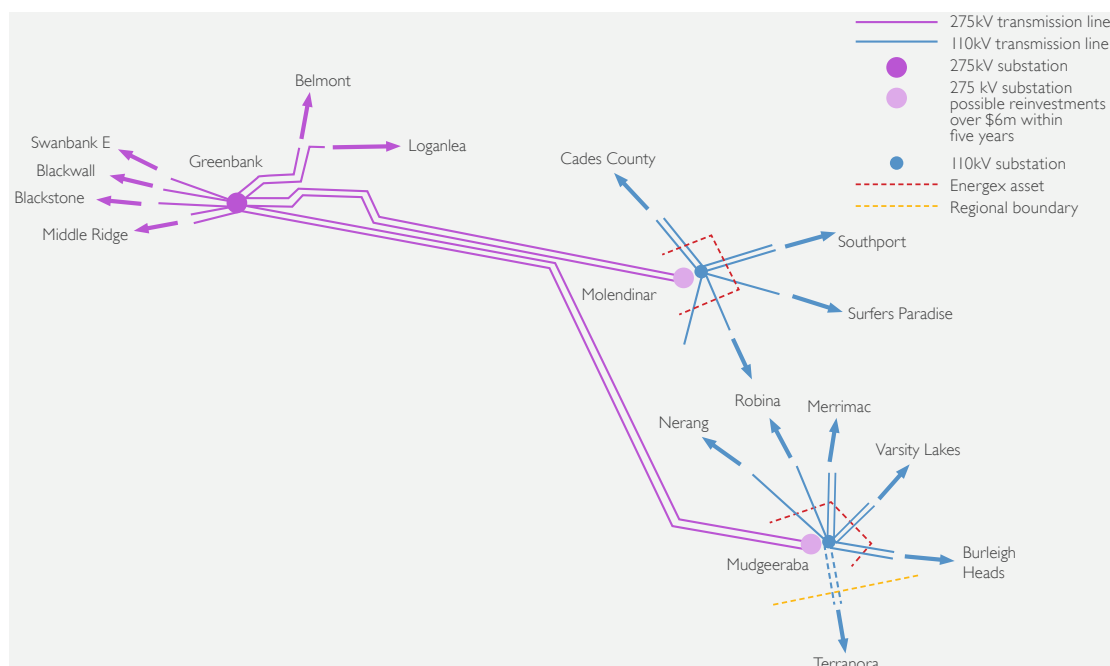 275kV transmission line
110kV transmission line
275kV substation
275 kV substation
possible reinvestments
over $6m within
five years
110kV substation
Energex asset
Regional boundary
Belmont
Swanbank E
Greenbank
Loganlea
Blackwall
Blackstone
Middle Ridge
Cades County
Southport
Molendinar
Surfers Paradise
Robina
Merrimac
Nerang
Varsity Lakes
Mudgeeraba
Burleigh
Heads
Terranora